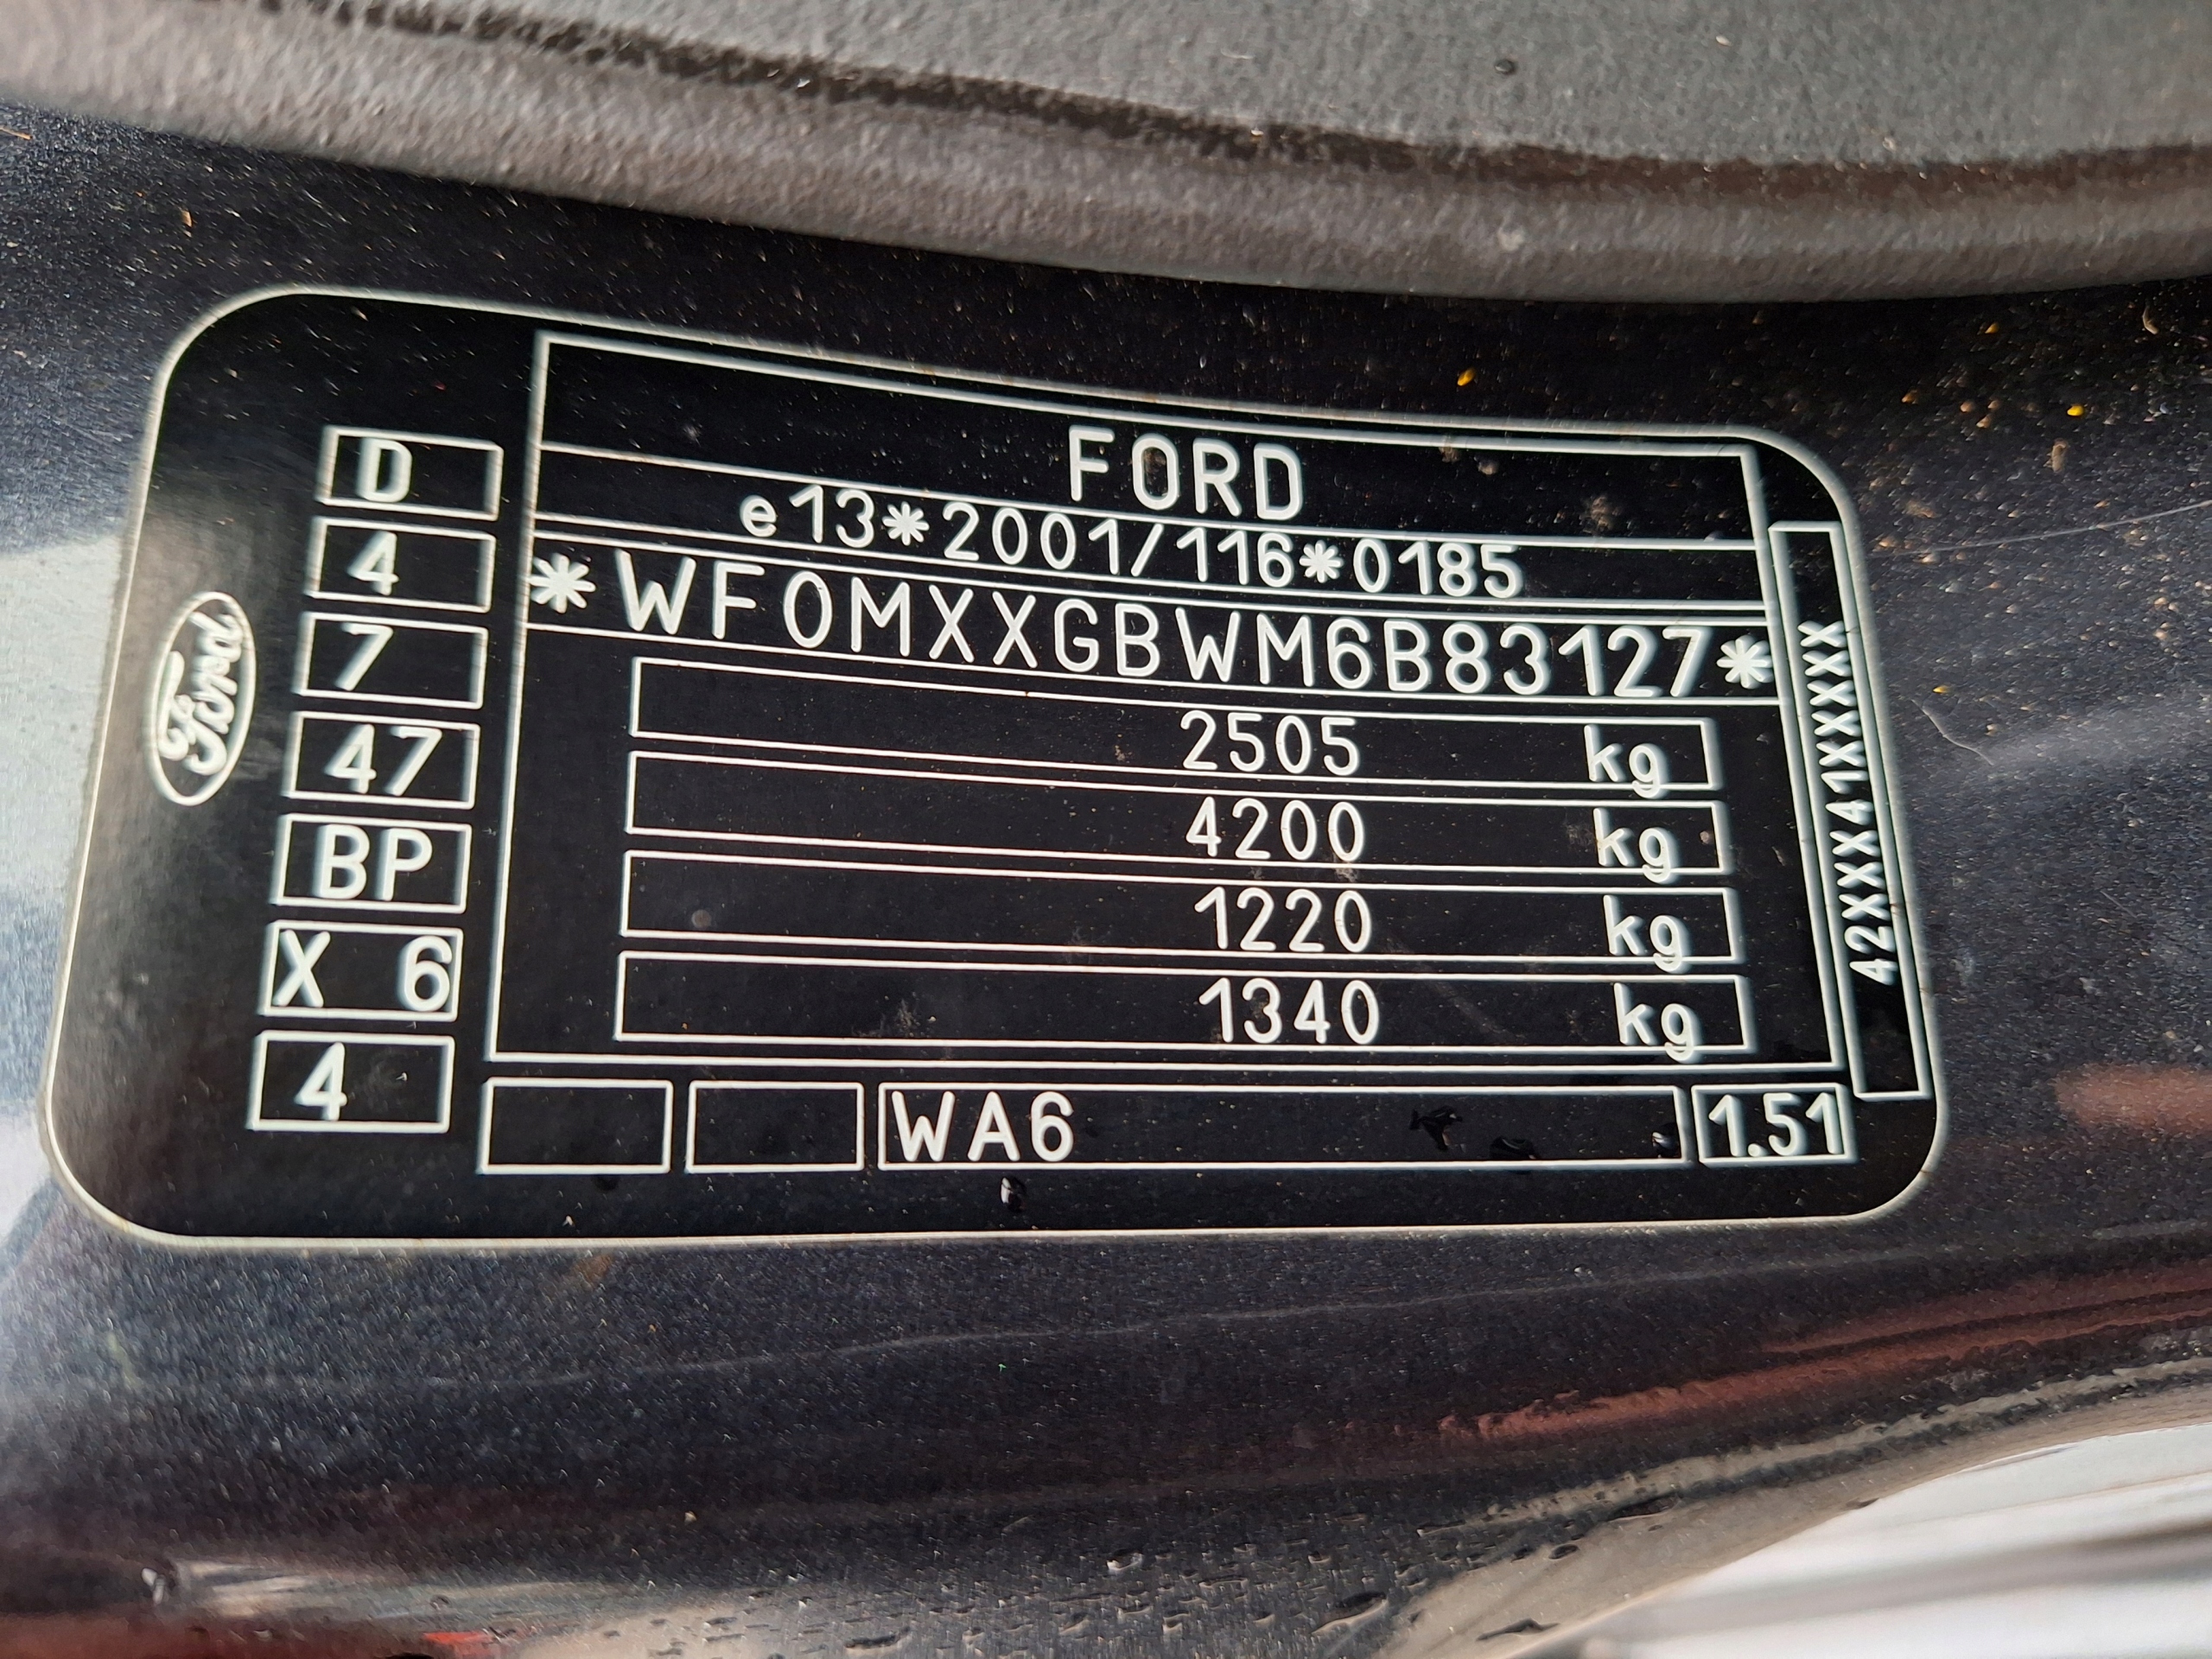 Ford
D
4
7
47
BP
X 6
4
FORD
e13*2001/116*0185
*WF0MXXGBWM6B83127*
2505 kg
4200 kg
1220 kg
1340 kg
WA6
1.51
42XXX41XXXXX